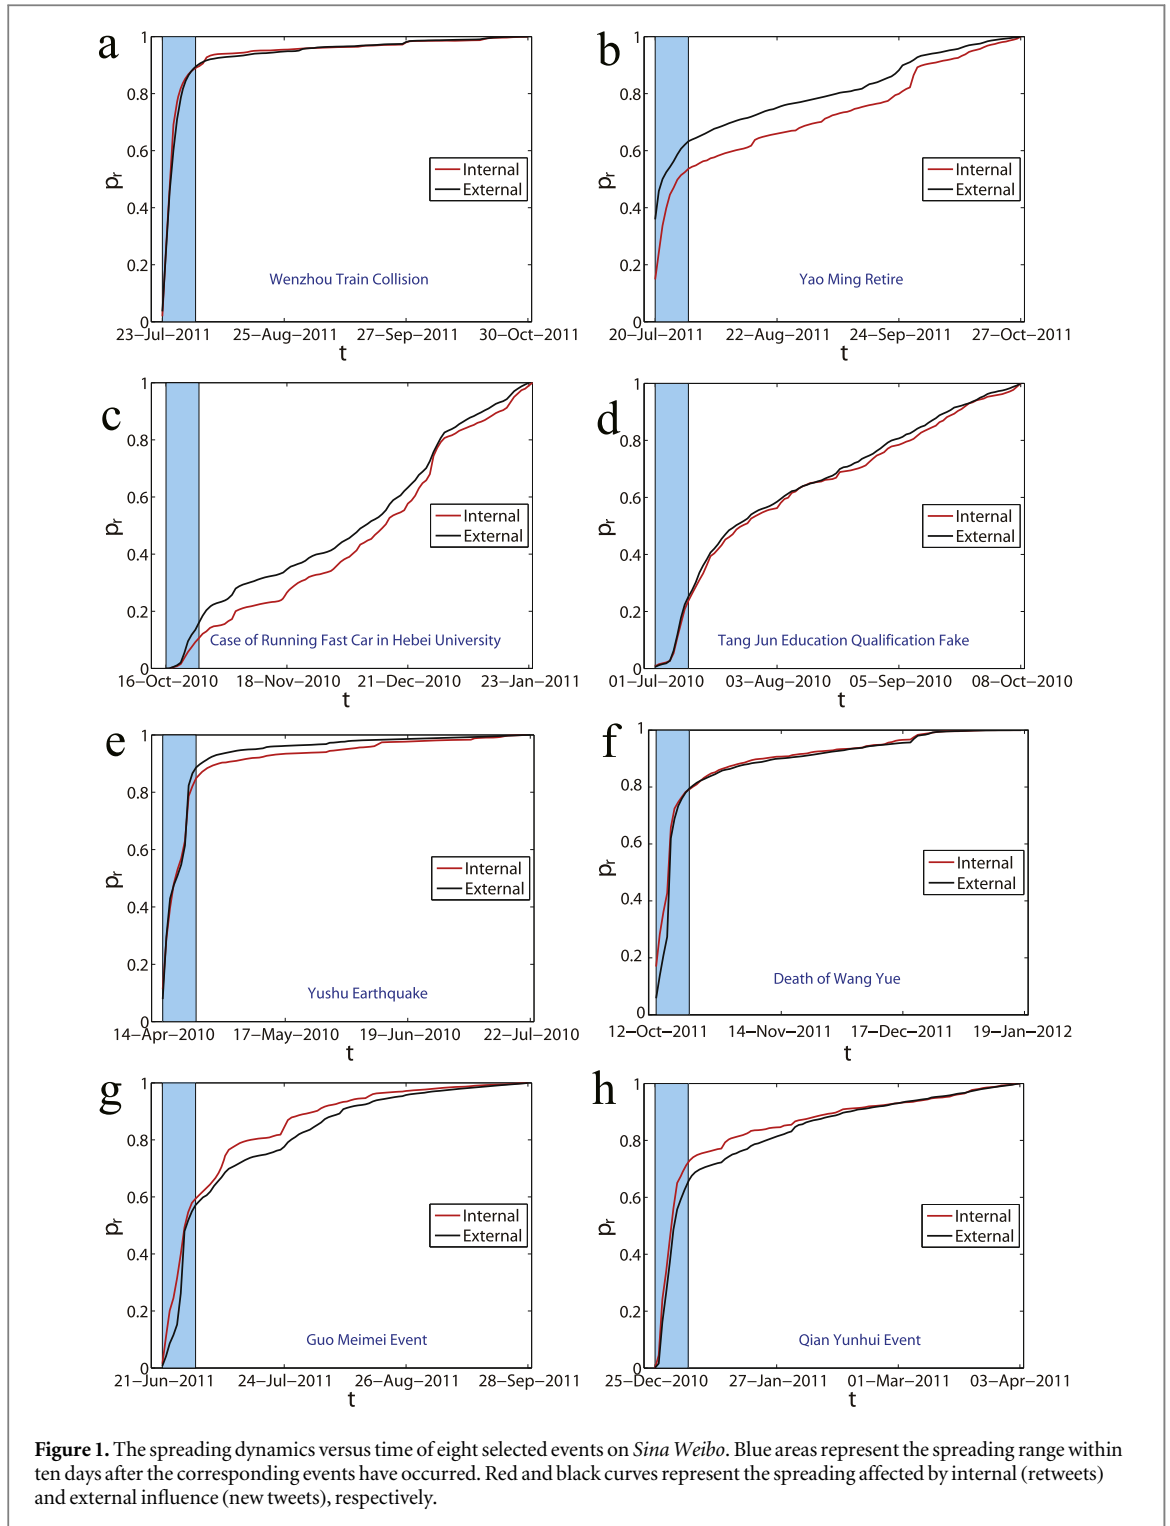 a
1
0.8
0.6
0.4
0.2
0
pr
Internal
External
Wenzhou Train Collision
23−Jul−2011 25−Aug−2011 27−Sep−2011 30−Oct−2011
t
b
1
0.8
0.6
0.4
0.2
0
pr
Internal
External
Yao Ming Retire
20−Jul−2011 22−Aug−2011 24−Sep−2011 27−Oct−2011
t
c
1
0.8
0.6
0.4
0.2
0
pr
Internal
External
Case of Running Fast Car in Hebei University
16−Oct−2010 18−Nov−2010 21−Dec−2010 23−Jan−2011
t
d
1
0.8
0.6
0.4
0.2
0
pr
Internal
External
Tang Jun Education Qualification Fake
01−Jul−2010 03−Aug−2010 05−Sep−2010 08−Oct−2010
t
e
1
0.8
0.6
0.4
0.2
0
pr
Internal
External
Yushu Earthquake
14−Apr−2010 17−May−2010 19−Jun−2010 22−Jul−2010
t
f
1
0.8
0.6
0.4
0.2
0
pr
Internal
External
Death of Wang Yue
12−Oct−2011 14−Nov−2011 17−Dec−2011 19−Jan−2012
t
g
1
0.8
0.6
0.4
0.2
0
pr
Internal
External
Guo Meimei Event
21−Jun−2011 24−Jul−2011 26−Aug−2011 28−Sep−2011
t
h
1
0.8
0.6
0.4
0.2
0
pr
Internal
External
Qian Yunhui Event
25−Dec−2010 27−Jan−2011 01−Mar−2011 03−Apr−2011
t
Figure 1. The spreading dynamics versus time of eight selected events on Sina Weibo. Blue areas represent the spreading range within
ten days after the corresponding events have occurred. Red and black curves represent the spreading affected by internal (retweets)
and external influence (new tweets), respectively.